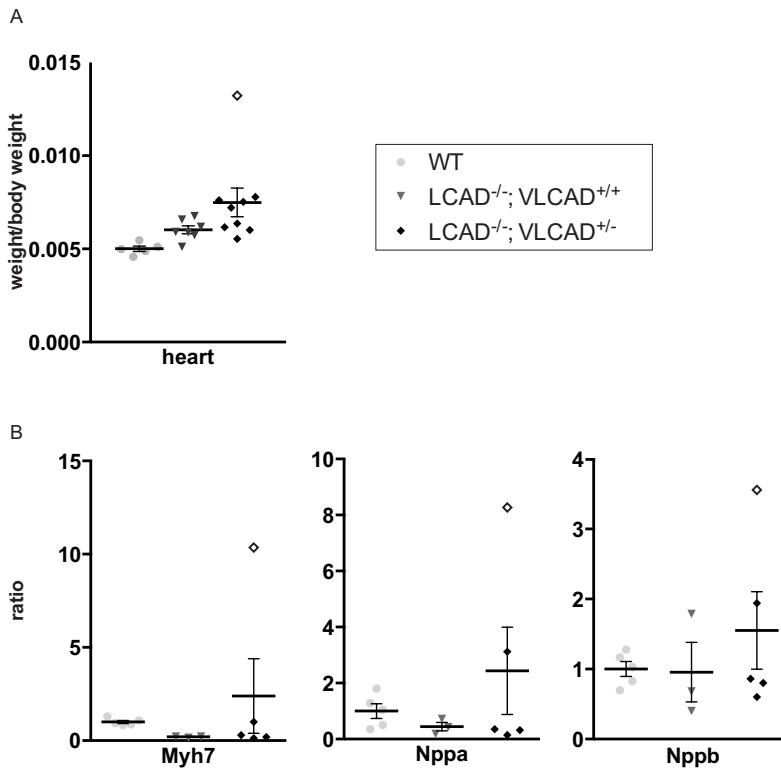 A
weight/body weight
0.015
0.010
0.005
0.000
heart
WT
LCAD-/-; VLCAD+/+
LCAD-/-; VLCAD+/-
B
ratio
15
10
5
0
Myh7
10
8
6
4
2
0
Nppa
4
3
2
1
0
Nppb